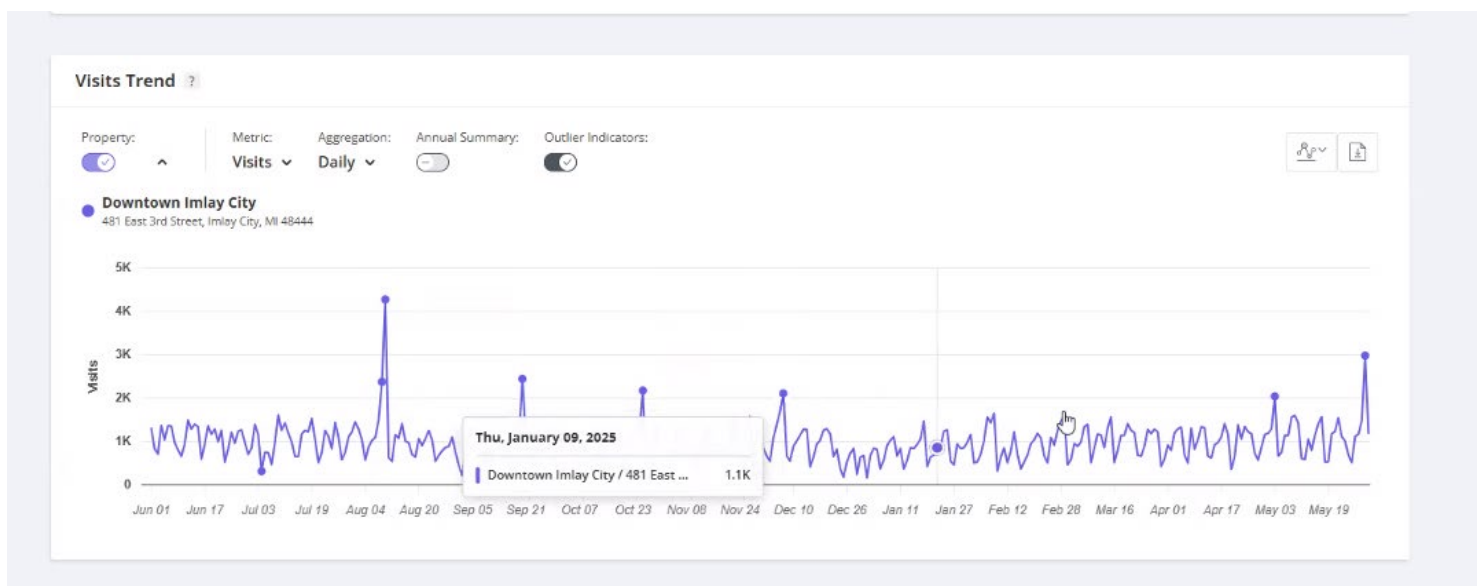 Visits Trend ?
Property: Metric: Aggregation: Annual Summary: Outlier Indicators:
Visits Daily
Downtown Imlay City
481 East 3rd Street, Imlay City, MI 48444
5K
4K
3K
2K
1K
0
Visits
Thu, January 09, 2025
Downtown Imlay City / 481 East ... 1.1K
Jun 01 Jun 17 Jul 03 Jul 19 Aug 04 Aug 20 Sep 05 Sep 21 Oct 07 Oct 23 Nov 08 Nov 24 Dec 10 Dec 26 Jan 11 Jan 27 Feb 12 Feb 28 Mar 16 Apr 01 Apr 17 May 03 May 19